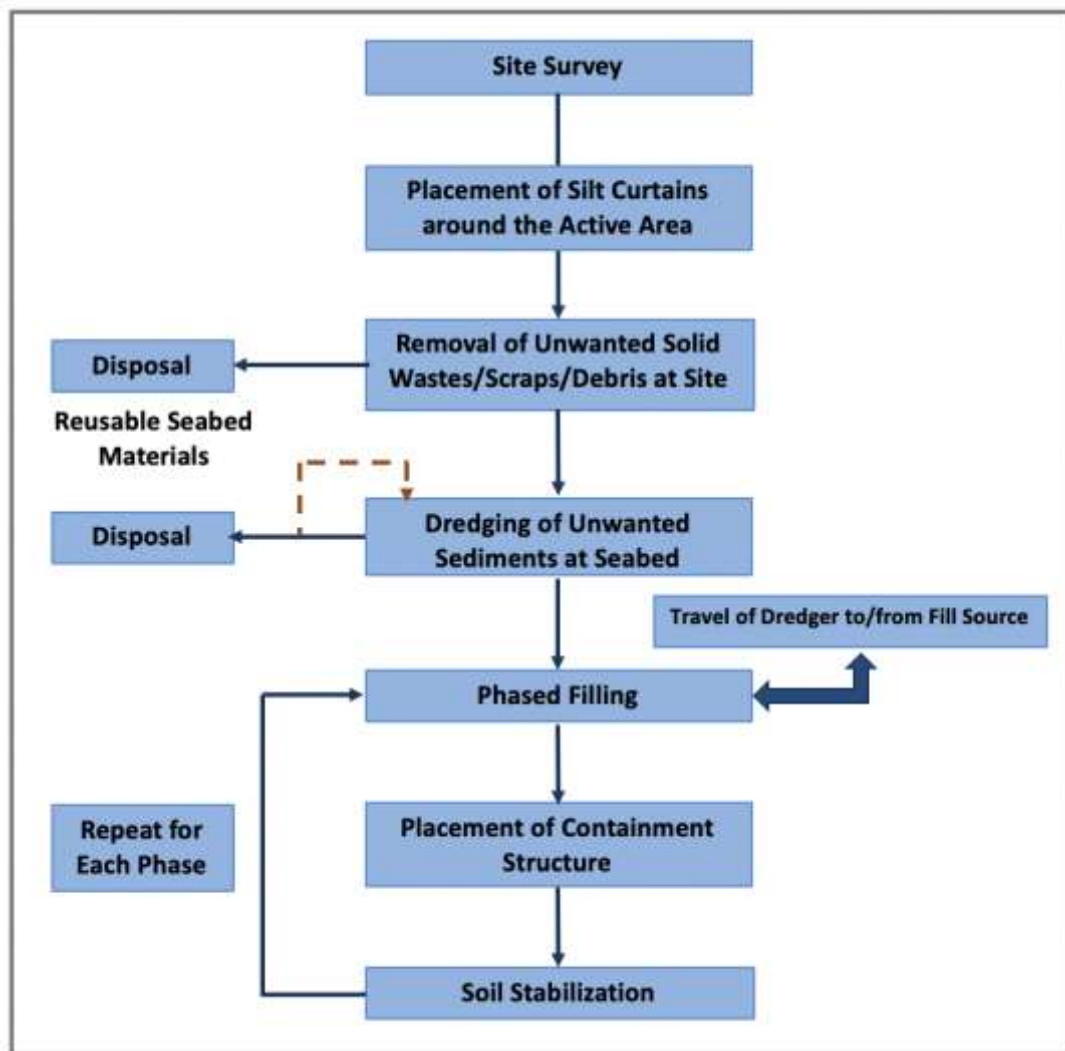 Site Survey
Placement of Silt Curtains
around the Active Area
Removal of Unwanted Solid
Wastes/Scraps/Debris at Site
Disposal
Reusable Seabed
Materials
Disposal
Dredging of Unwanted
Sediments at Seabed
Travel of Dredger to/from Fill Source
Phased Filling
Repeat for
Each Phase
Placement of Containment
Structure
Soil Stabilization